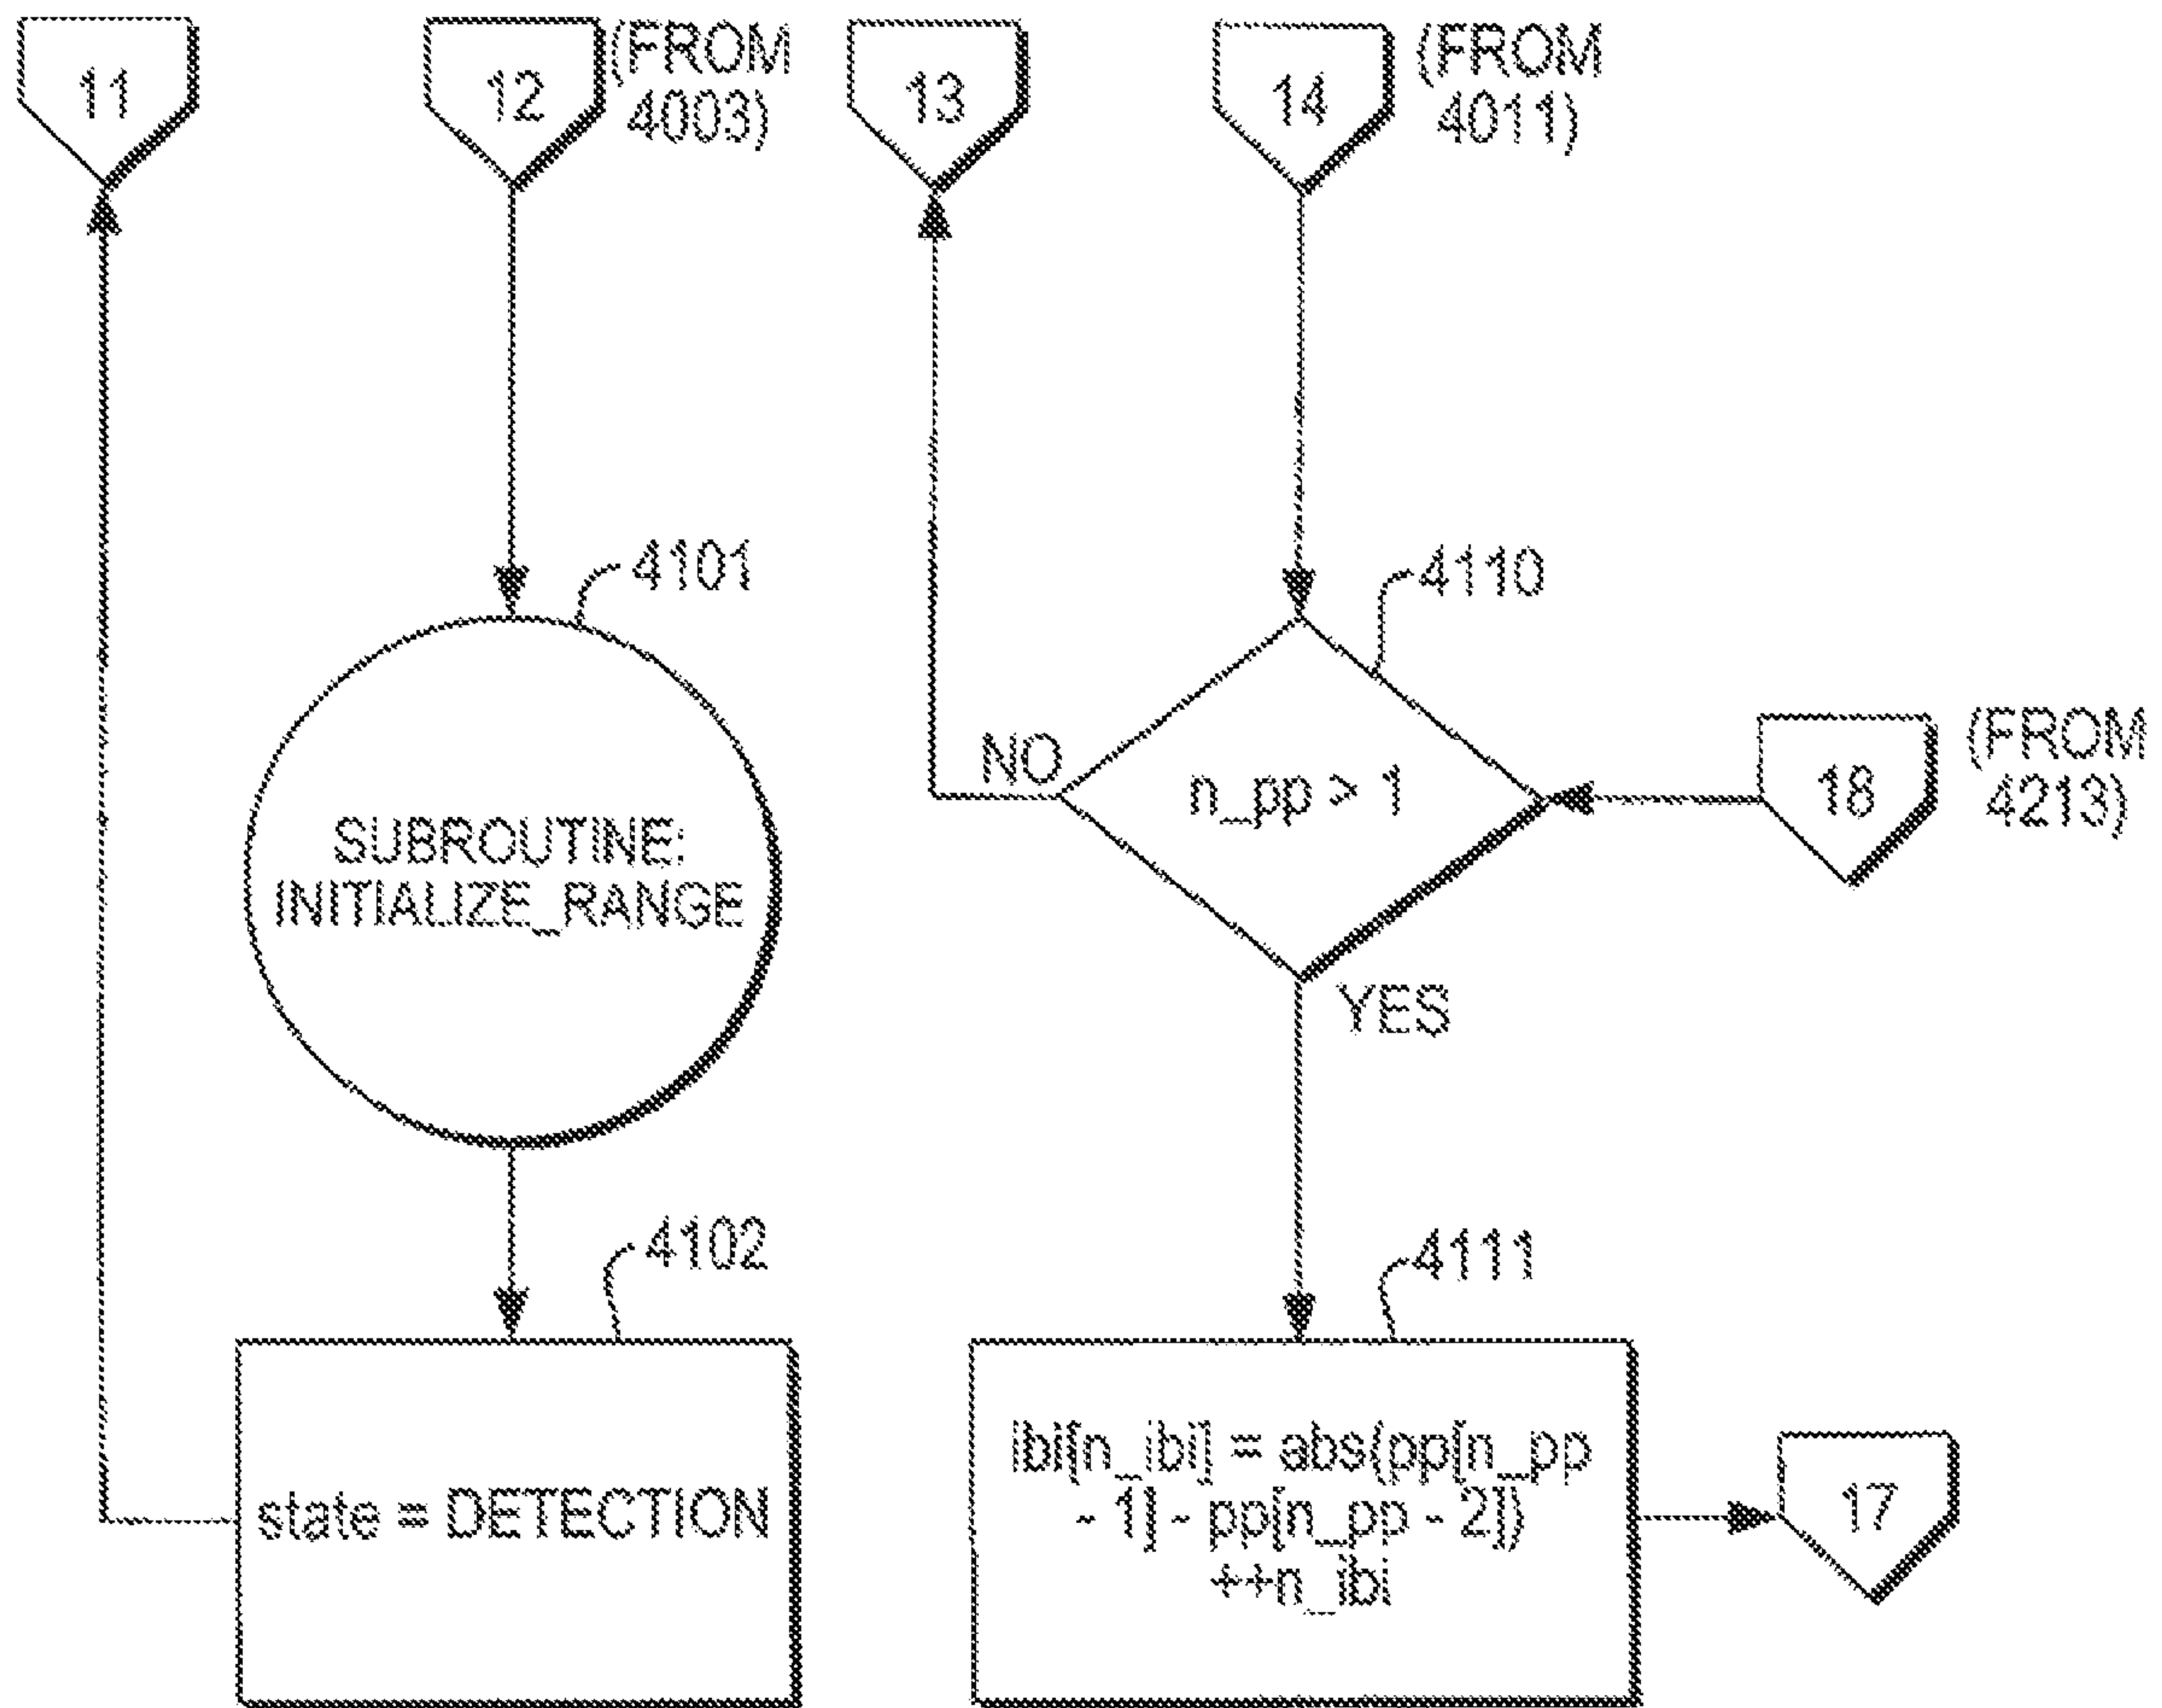 11
12
(FROM
4003)
13
14
(FROM
4011)
4101
4110
SUBROUTINE:
INITIALIZE_RANGE
NO
n_pp > 1
18
(FROM
4213)
YES
4102
4111
state = DETECTION
ibi[n_ibi] = abs(pp[n_pp
- 1] - pp[n_pp - 2])
++n_ibi
17